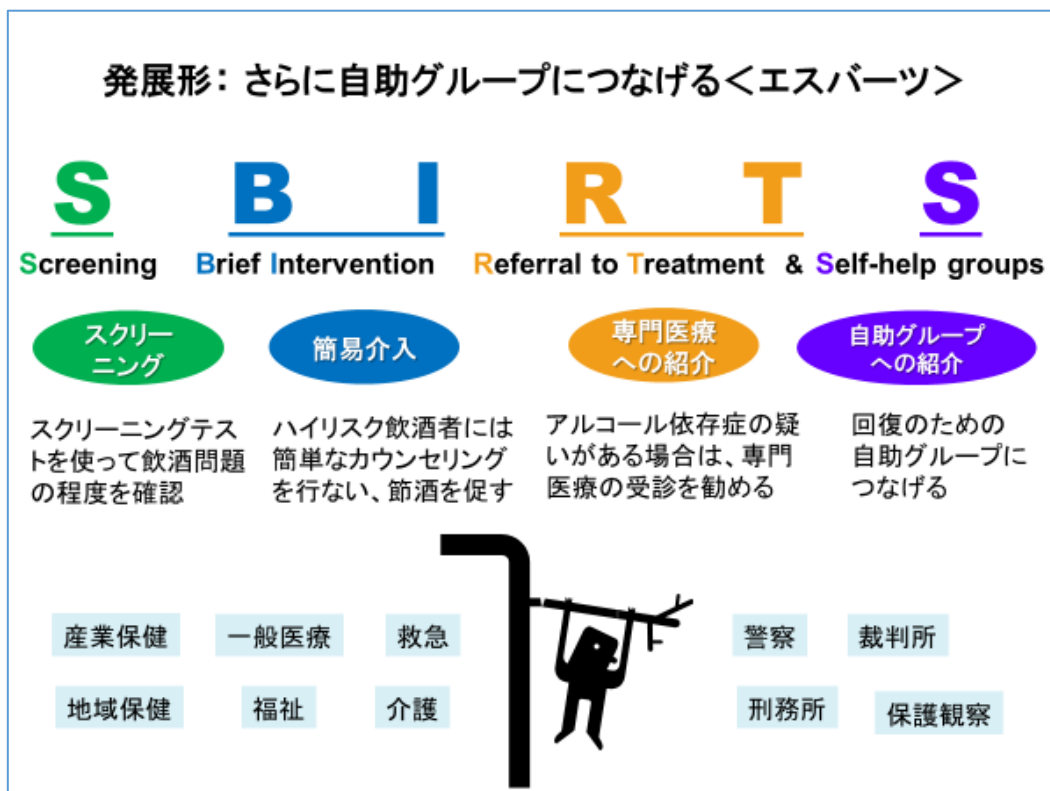 発展形：さらに自助グループにつなげる＜エスバーツ＞
S B I R T S
Screening Brief Intervention Referral to Treatment & Self-help groups
スクリー
ニング
簡易介入
専門医療
への紹介
自助グループ
への紹介
スクリーニングテス
トを使って飲酒問題
の程度を確認
ハイリスク飲酒者には
簡単なカウンセリング
を行ない、節酒を促す
アルコール依存症の疑
いがある場合は、専門
医療の受診を勧める
回復のための
自助グループに
つなげる
産業保健 一般医療 救急 警察 裁判所
地域保健 福祉 介護 刑務所 保護観察